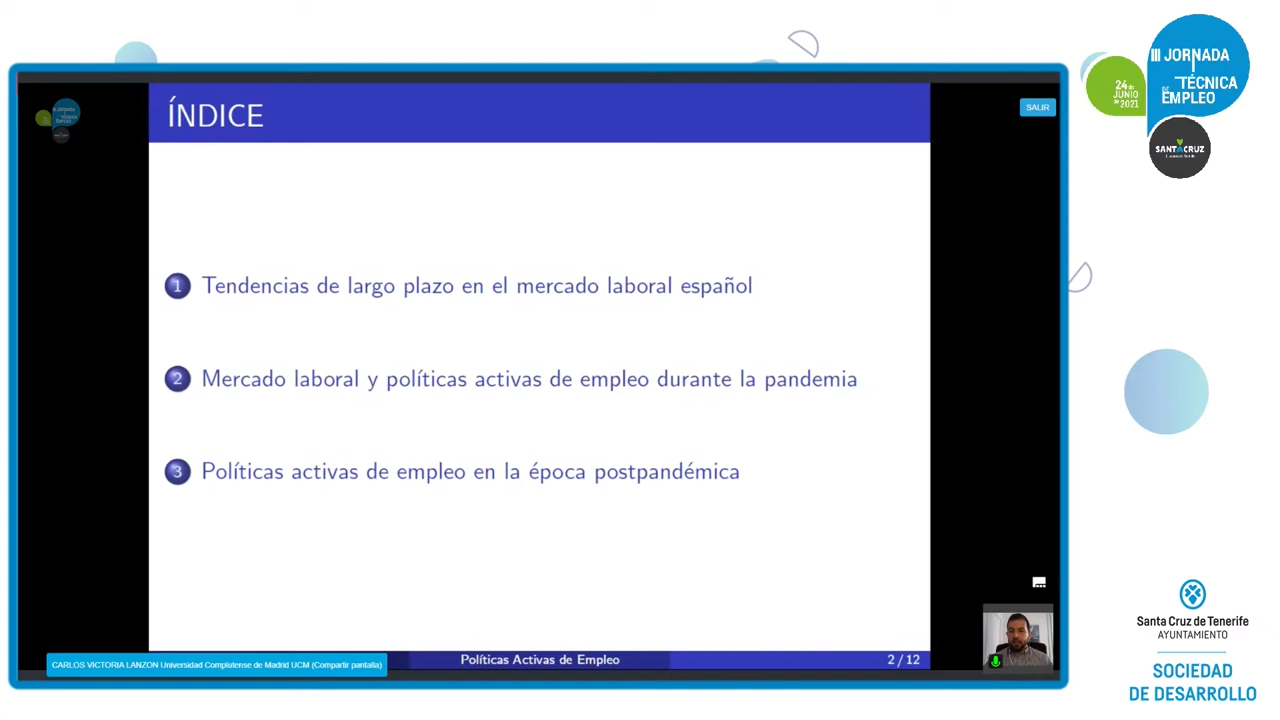 III JORNADA
TÉCNICA
DE EMPLEO
24 de
JUNIO
de 2021
SANTACRUZ
SALIR
ÍNDICE
1 Tendencias de largo plazo en el mercado laboral español
2 Mercado laboral y políticas activas de empleo durante la pandemia
3 Políticas activas de empleo en la época postpandémica
CARLOS VICTORIA LANZON Universidad Complutense de Madrid UCM (Compartir pantalla)
Políticas Activas de Empleo
2 / 12
Santa Cruz de Tenerife
AYUNTAMIENTO
SOCIEDAD
DE DESARROLLO